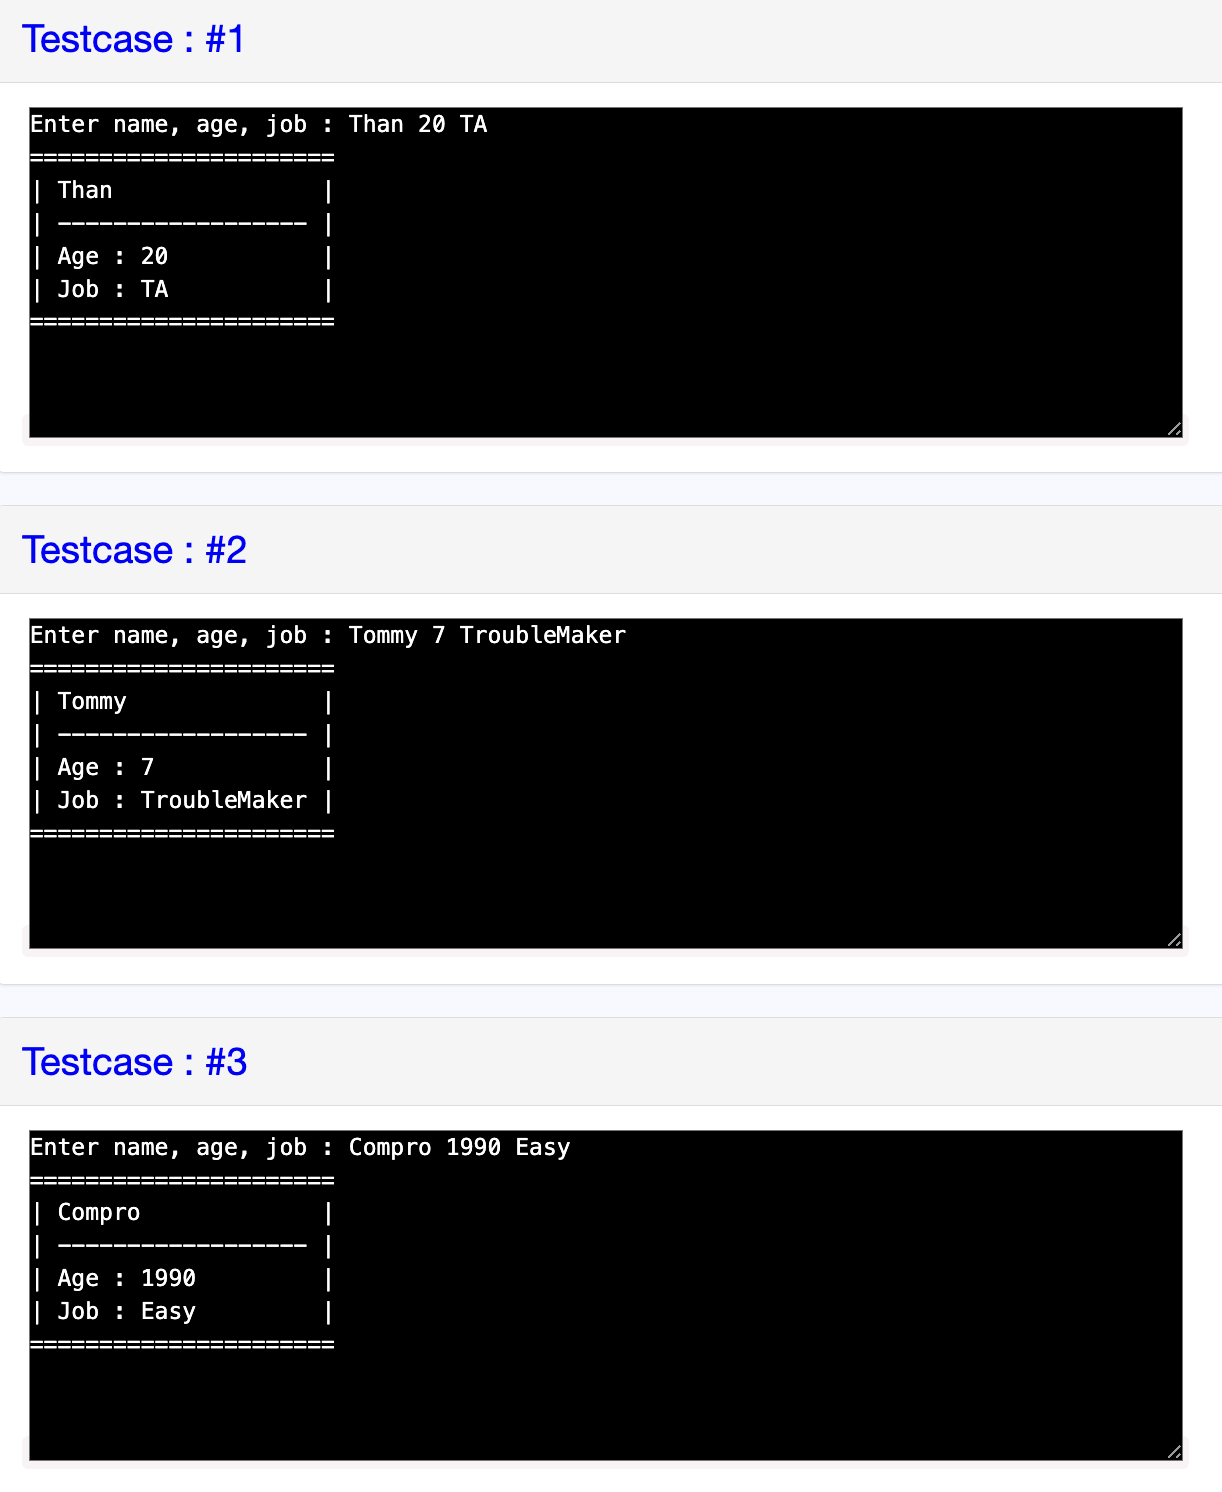 Testcase : #1
Enter name, age, job : Than 20 TA
======================
| Than               |
| ------------------ |
| Age : 20           |
| Job : TA           |
======================
Testcase : #2
Enter name, age, job : Tommy 7 TroubleMaker
======================
| Tommy              |
| ------------------ |
| Age : 7            |
| Job : TroubleMaker |
======================
Testcase : #3
Enter name, age, job : Compro 1990 Easy
======================
| Compro             |
| ------------------ |
| Age : 1990         |
| Job : Easy         |
======================